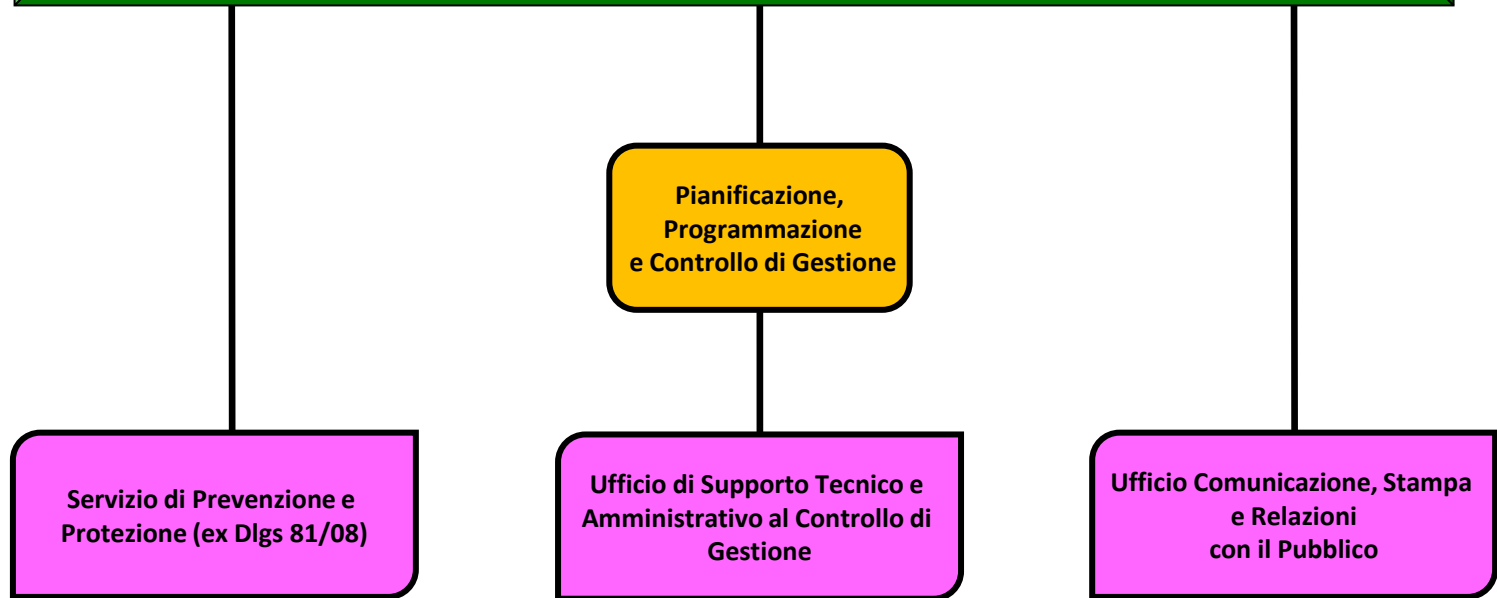 Pianificazione,
Programmazione
e Controllo di Gestione
Servizio di Prevenzione e
Protezione (ex Dlgs 81/08)
Ufficio di Supporto Tecnico e
Amministrativo al Controllo di
Gestione
Ufficio Comunicazione, Stampa
e Relazioni
con il Pubblico